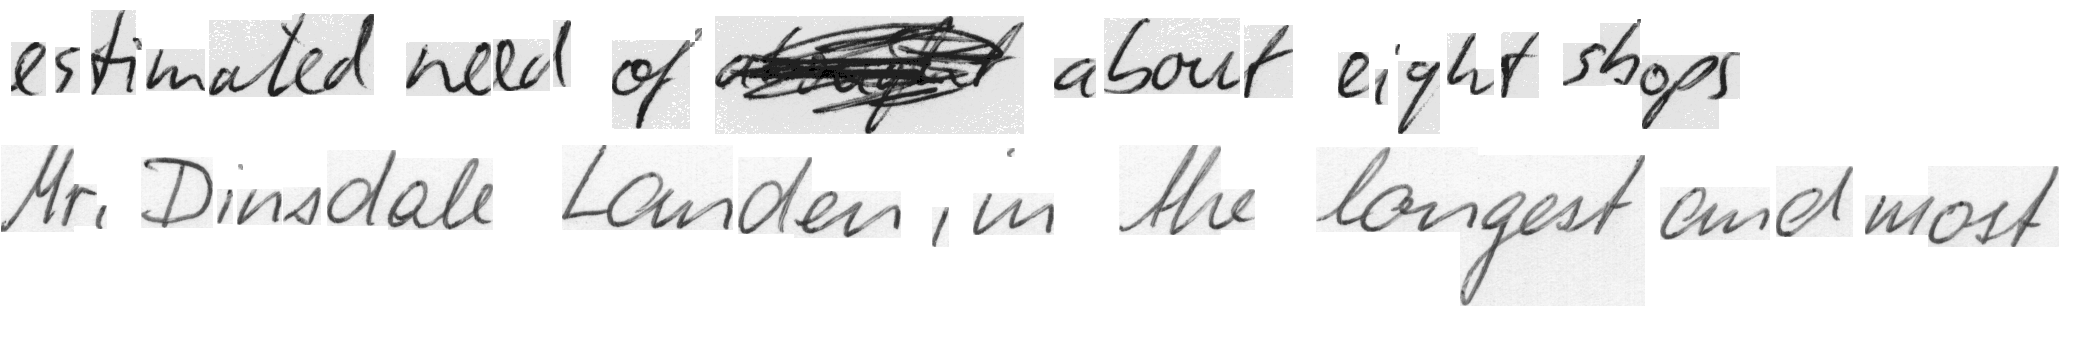 estimated need of about eight shops
Mr. Dinsdale Landen, in the longest and most